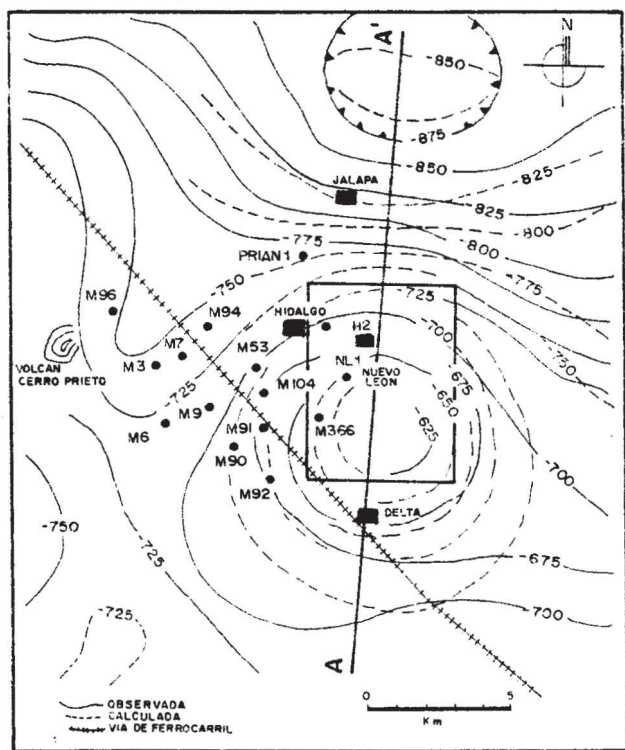 N
A'
-850
-875
-850
-825
JALAPA
-825
-800
-800
-775
-775
PRIAN 1
-750
-725
-750
M96
M94
HIDALGO
-700
H2
M7
M53
VOLCAN
CERRO PRIETO
M3
NL1
NUEVO
LEON
-675
-725
M104
-650
M9
M6
M91
M366
-625
M90
-700
M92
DELTA
-750
-725
-675
-700
-725
A
OBSERVADA
CALCULADA
VIA DE FERROCARRIL
0
5
Km